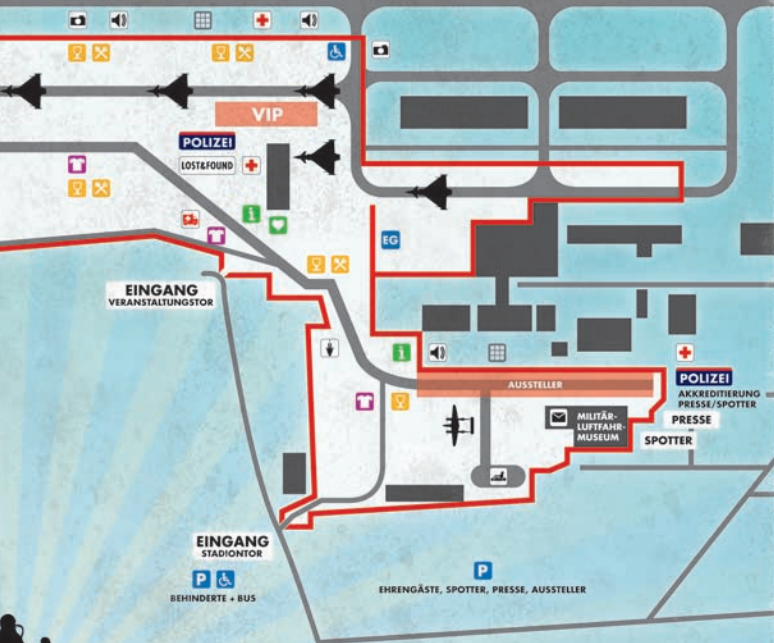 VIP
POLIZEI
LOST&FOUND
i
EG
EINGANG
VERANSTALTUNGSTOR
i
AUSSTELLER
POLIZEI
AKKREDITIERUNG
PRESSE/SPOTTER
MILITÄR-
LUFTFAHR-
MUSEUM
PRESSE
SPOTTER
EINGANG
STADIONTOR
P
BEHINDERTE + BUS
P
EHRENGÄSTE, SPOTTER, PRESSE, AUSSTELLER